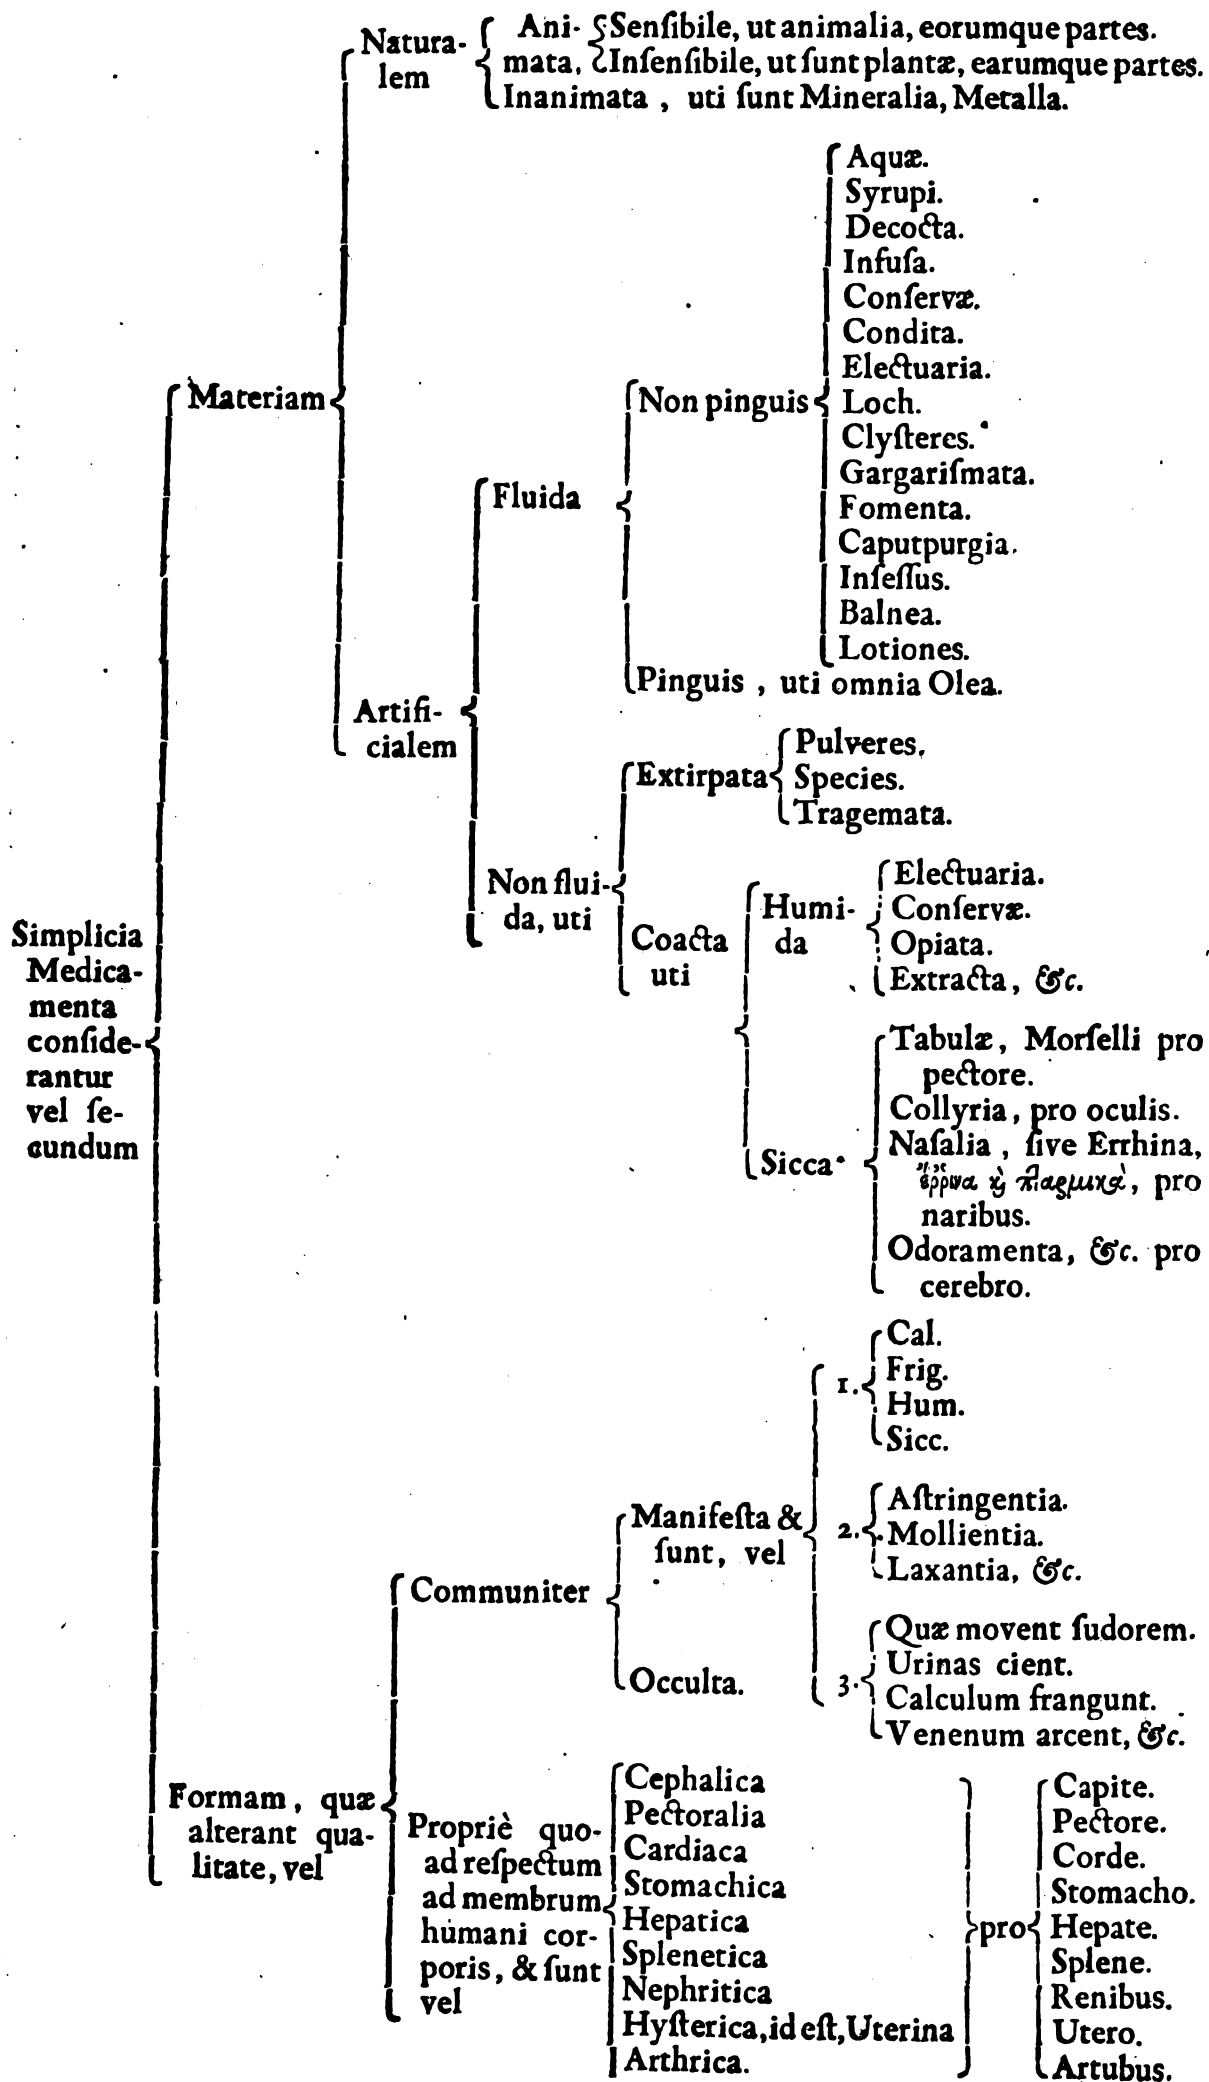 Natura-
lem
Ani-
mata,
Senſibile, ut animalia, eorumque partes.
Inſenſibile, ut ſunt plantæ, earumque partes.
Inanimata , uti ſunt Mineralia, Metalla.
Aquæ.
Syrupi.
Decocta.
Infuſa.
Conſervæ.
Condita.
Electuaria.
Materiam
Non pinguis
Loch.
Clyſteres.
Gargariſmata.
Fluida
Fomenta.
Caputpurgia.
Inſeſſus.
Balnea.
Lotiones.
Pinguis , uti omnia Olea.
Artifi-
cialem
Extirpata
Pulveres.
Species.
Tragemata.
Non flui-
da, uti
Coacta
uti
Humi-
da
Electuaria.
Conſervæ.
Opiata.
Extracta, &c.
Simplicia
Medica-
menta
conſide-
rantur
vel ſe-
cundum
Sicca
Tabulæ, Morſelli pro
pectore.
Collyria, pro oculis.
Naſalia , ſive Errhina,
ἔῤῥινα ϗ̀ πταρμικὰ, pro
naribus.
Odoramenta, &c. pro
cerebro.
1.
Cal.
Frig.
Hum.
Sicc.
Manifeſta &
ſunt, vel
2.
Aſtringentia.
Mollientia.
Laxantia, &c.
Communiter
Occulta.
3.
Quæ movent ſudorem.
Urinas cient.
Calculum frangunt.
Venenum arcent, &c.
Formam, quæ
alterant qua-
litate, vel
Propriè quo-
ad reſpectum
ad membrum
humani cor-
poris, & ſunt
vel
Cephalica
Pectoralia
Cardiaca
Stomachica
Hepatica
Splenetica
Nephritica
Hyſterica, id eſt, Uterina
Arthrica.
pro
Capite.
Pectore.
Corde.
Stomacho.
Hepate.
Splene.
Renibus.
Utero.
Artubus.